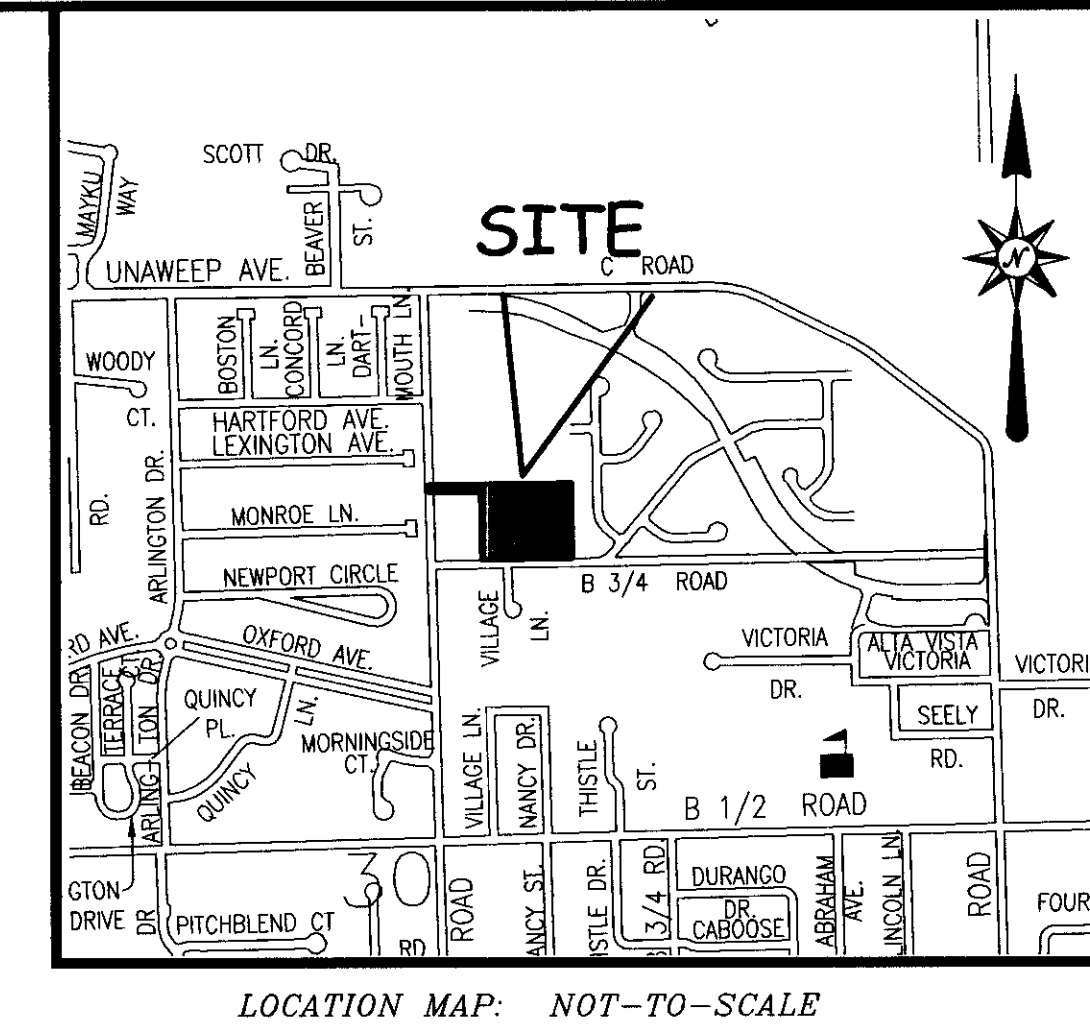 SCOTT DR.
MAYKU WAY
BEAVER ST.
SITE
UNAWEEP AVE.
C ROAD
N
WOODY CT.
BOSTON LN.
CONCORD LN.
DART-
MOUTH LN.
HARTFORD AVE.
LEXINGTON AVE.
RD.
ARLINGTON DR.
MONROE LN.
NEWPORT CIRCLE
B 3/4 ROAD
VILLAGE LN.
RD AVE.
OXFORD AVE.
VICTORIA DR.
ALTA VISTA
VICTORIA
VICTORI
DR.
BEACON DR.
TERRACE CT.
ARLING-
TON DR.
QUINCY PL.
QUINCY LN.
MORNINGSIDE CT.
VILLAGE LN.
NANCY DR.
THISTLE ST.
SEELY RD.
B 1/2 ROAD
GTON
DRIVE
DR
PITCHBLEND CT
30
RD
ROAD
ANCY ST.
ISTLE DR.
3/4 RD.
DURANGO DR.
CABOOSE
ABRAHAM AVE.
LINCOLN LN.
ROAD
FOUR
LOCATION MAP: NOT-TO-SCALE